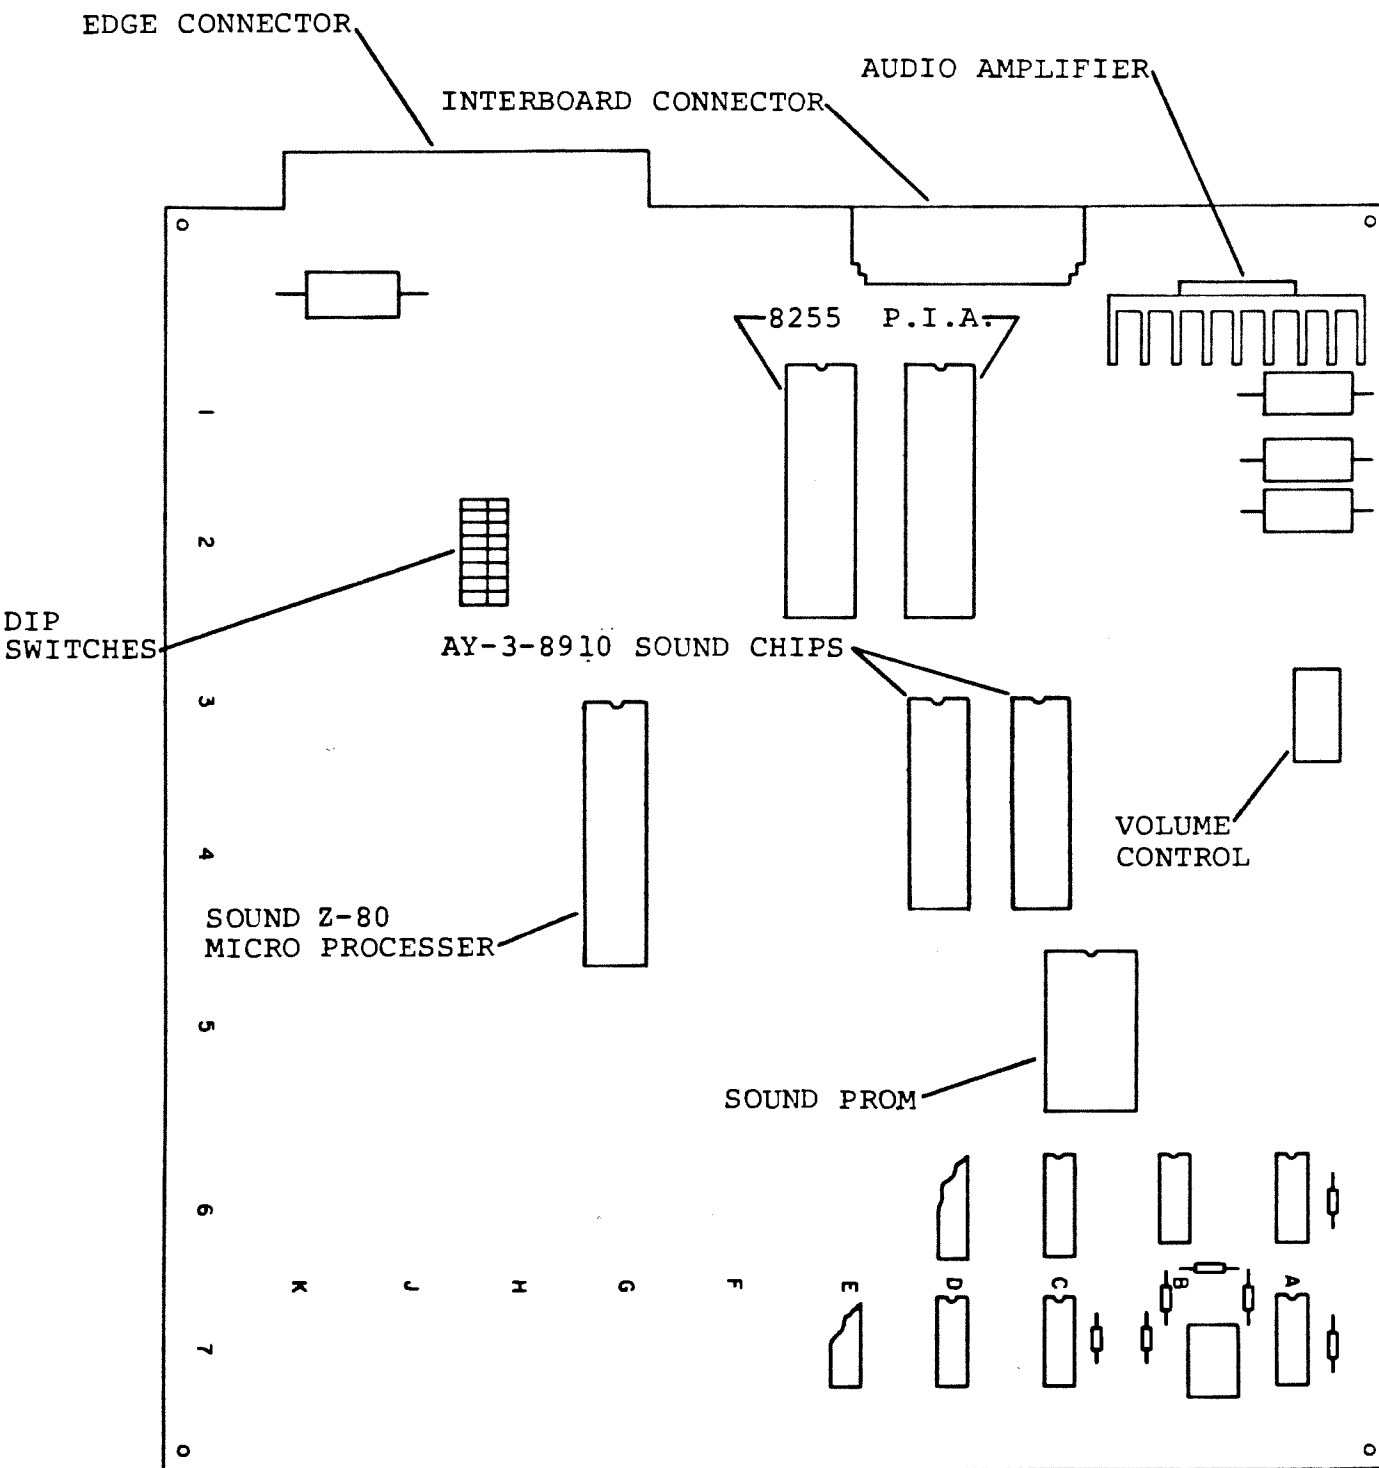 EDGE CONNECTOR
AUDIO AMPLIFIER
INTERBOARD CONNECTOR
8255 P.I.A.
1
2
DIP
SWITCHES
AY-3-8910 SOUND CHIPS
3
VOLUME
CONTROL
4
SOUND Z-80
MICRO PROCESSER
5
SOUND PROM
6
K J H G F E D C B A
7